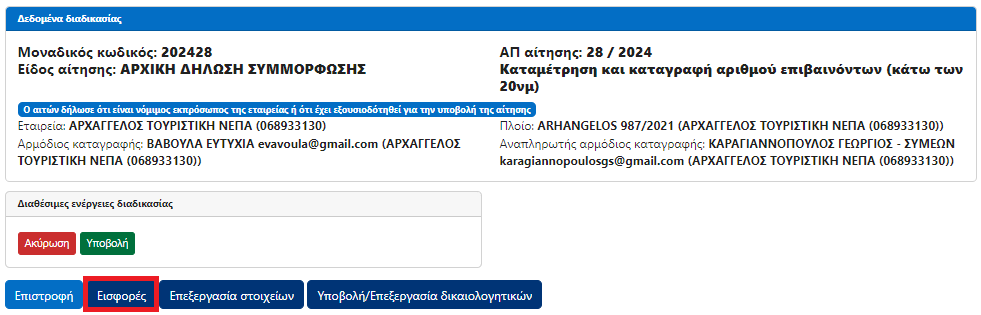 Δεδομένα διαδικασίας
Μοναδικός κωδικός: 202428
Είδος αίτησης: ΑΡΧΙΚΗ ΔΗΛΩΣΗ ΣΥΜΜΟΡΦΩΣΗΣ
ΑΠ αίτησης: 28 / 2024
Καταμέτρηση και καταγραφή αριθμού επιβαινόντων (κάτω των
20νμ)
Ο αιτών δήλωσε ότι είναι νόμιμος εκπρόσωπος της εταιρείας ή ότι έχει εξουσιοδότηθεί για την υποβολή της αίτησης
Εταιρεία: ΑΡΧΑΓΓΕΛΟΣ ΤΟΥΡΙΣΤΙΚΗ ΝΕΠΑ (068933130)
Αρμόδιος καταγραφής: ΒΑΒΟΥΛΑ ΕΥΤΥΧΙΑ evavoula@gmail.com (ΑΡΧΑΓΓΕΛΟΣ
ΤΟΥΡΙΣΤΙΚΗ ΝΕΠΑ (068933130))
Πλοίο: ARHANGELOS 987/2021 (ΑΡΧΑΓΓΕΛΟΣ ΤΟΥΡΙΣΤΙΚΗ ΝΕΠΑ (068933130))
Αναπληρωτής αρμόδιος καταγραφής: ΚΑΡΑΓΙΑΝΝΟΠΟΥΛΟΣ ΓΕΩΡΓΙΟΣ - ΣΥΜΕΩΝ
karagiannopoulosgs@gmail.com (ΑΡΧΑΓΓΕΛΟΣ ΤΟΥΡΙΣΤΙΚΗ ΝΕΠΑ (068933130))
Διαθέσιμες ενέργειες διαδικασίας
Ακύρωση Υποβολή
Επιστροφή Εισφορές Επεξεργασία στοιχείων Υποβολή/Επεξεργασία δικαιολογητικών